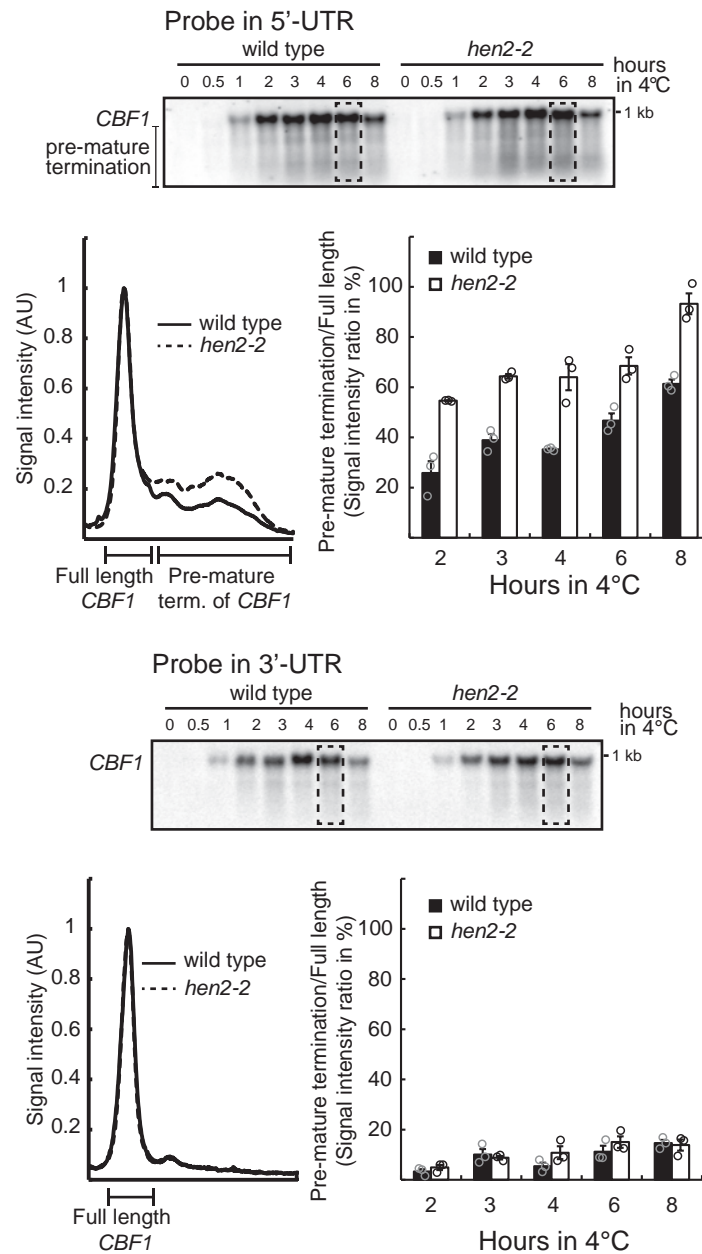 Probe in 5'-UTR
wild type hen2-2 hours in 4°C
0 0.5 1 2 3 4 6 8 0 0.5 1 2 3 4 6 8
CBF1 1 kb
pre-mature
termination
Signal intensity (AU)
1
0.8
0.6
0.4
0.2
wild type
hen2-2
Full length
CBF1
Pre-mature
term. of CBF1
Pre-mature termination/Full length
(Signal intensity ratio in %)
100
80
60
40
20
wild type
hen2-2
2 3 4 6 8
Hours in 4°C
Probe in 3'-UTR
wild type hen2-2 hours
in 4°C
0 0.5 1 2 3 4 6 8 0 0.5 1 2 3 4 6 8
CBF1 1 kb
Signal intensity (AU)
1
0.8
0.6
0.4
0.2
wild type
hen2-2
Full length
CBF1
Pre-mature termination/Full length
(Signal intensity ratio in %)
100
80
60
40
20
wild type
hen2-2
2 3 4 6 8
Hours in 4°C